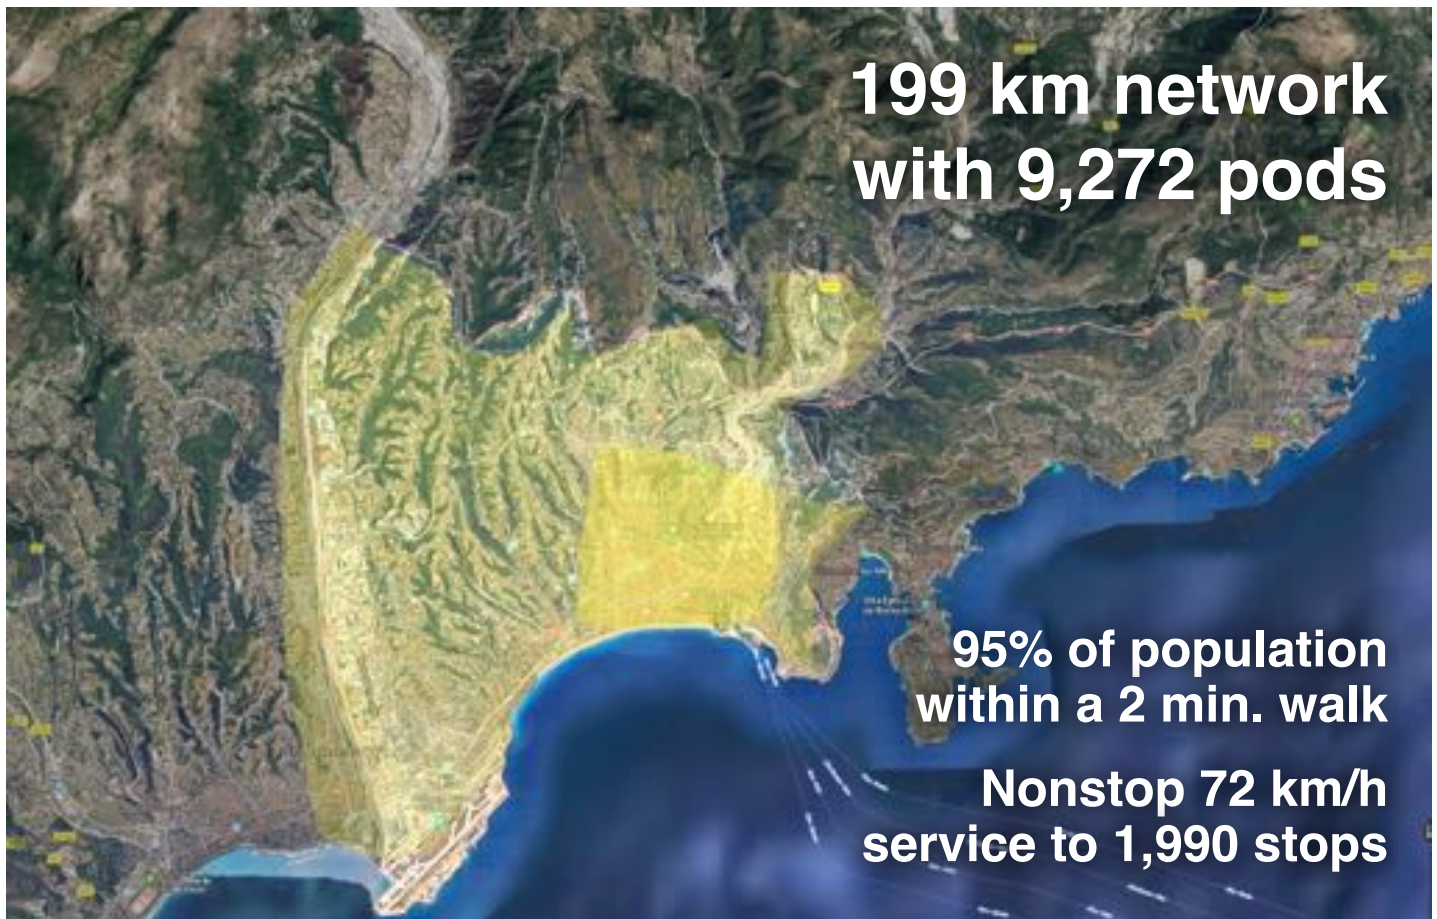 199 km network
with 9,272 pods
95% of population
within a 2 min. walk
Nonstop 72 km/h
service to 1,990 stops